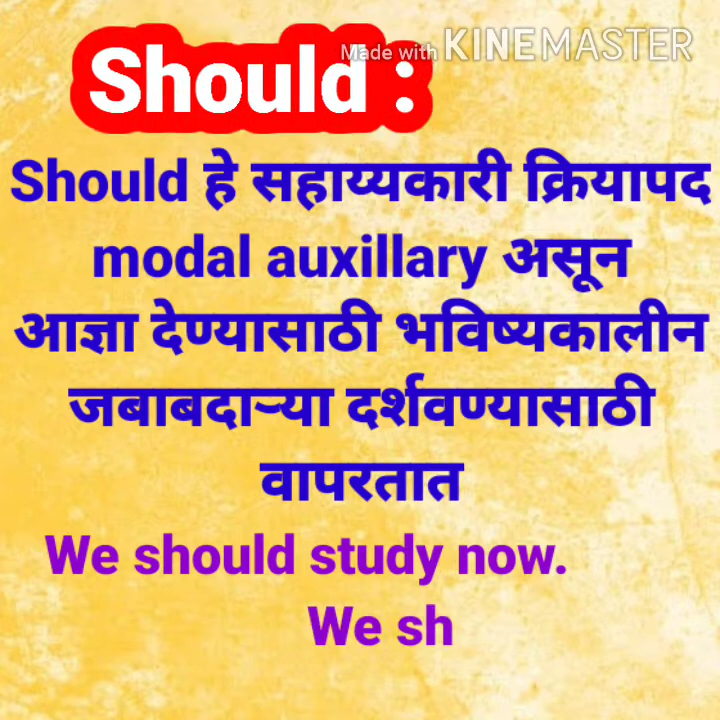 Made with KINEMASTER
Should :
Should हे सहाय्यकारी क्रियापद
modal auxillary असून
आज्ञा देण्यासाठी भविष्यकालीन
जबाबदाऱ्या दर्शवण्यासाठी
वापरतात
We should study now.
We sh